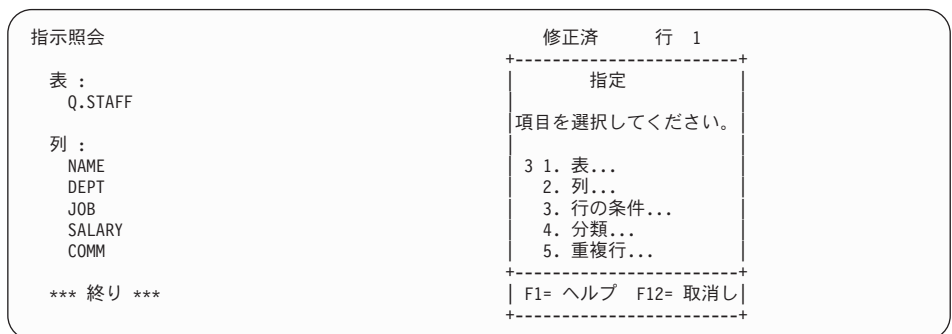 指示照会 修正済 行 1
+-------------------------+
表 : | 指定 |
Q.STAFF | |
|項目を選択してください。|
列 : | |
NAME | 3 1. 表... |
DEPT | 2. 列... |
JOB | 3. 行の条件... |
SALARY | 4. 分類... |
COMM | 5. 重複行... |
+-------------------------+
*** 終り *** | F1= ヘルプ F12= 取消し|
+-------------------------+